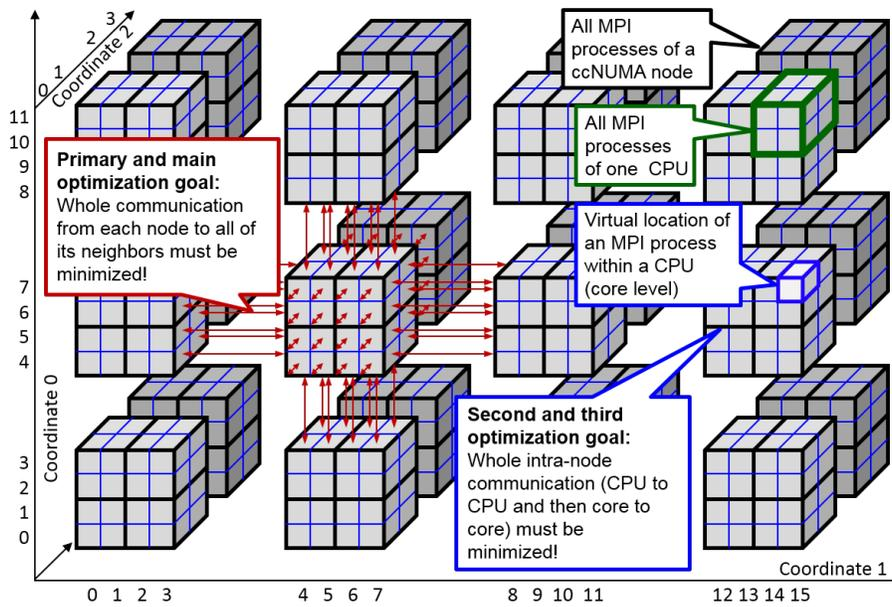 3
2
1
0
Coordinate 2
All MPI
processes of a
ccNUMA node
11
10
9
8
All MPI
processes
of one CPU
Primary and main
optimization goal:
Whole communication
from each node to all of
its neighbors must be
minimized!
Virtual location of
an MPI process
within a CPU
(core level)
7
6
5
4
Coordinate 0
Second and third
optimization goal:
Whole intra-node
communication (CPU to
CPU and then core to
core) must be
minimized!
3
2
1
0
Coordinate 1
0 1 2 3 4 5 6 7 8 9 10 11 12 13 14 15